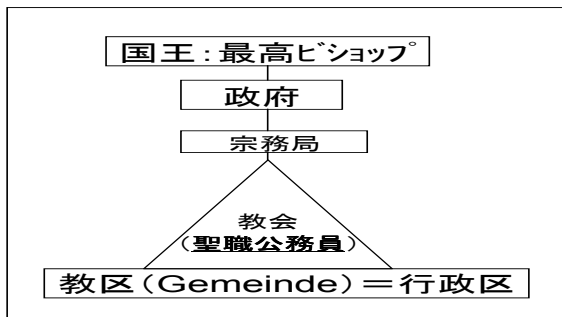 国王：最高ﾋﾞｼｮｯﾌﾟ
政府
宗務局
教会
（聖職公務員）
教区（Gemeinde）＝行政区